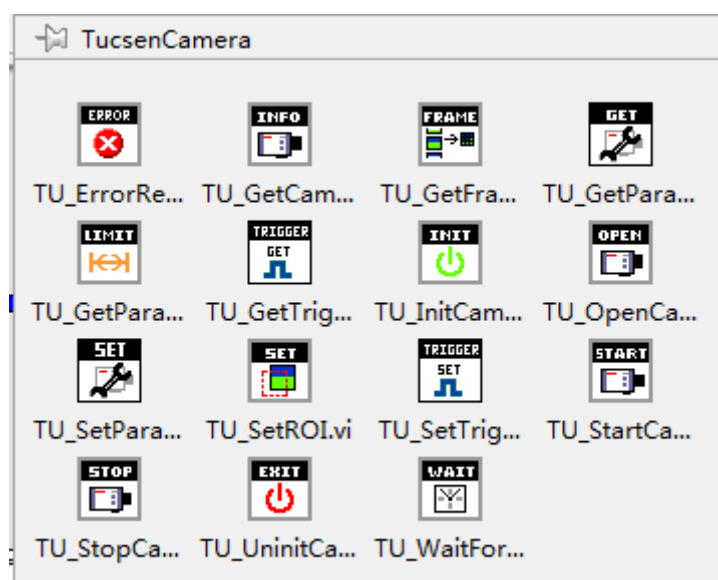 TucsenCamera
ERROR INFO FRAME GET
TU_ErrorRe... TU_GetCam... TU_GetFra... TU_GetPara...
LIMIT TRIGGER GET INIT OPEN
TU_GetPara... TU_GetTrig... TU_InitCam... TU_OpenCa...
SET SET TRIGGER SET START
TU_SetPara... TU_SetROI.vi TU_SetTrig... TU_StartCa...
STOP EXIT WAIT
TU_StopCa... TU_UninitCa... TU_WaitFor...